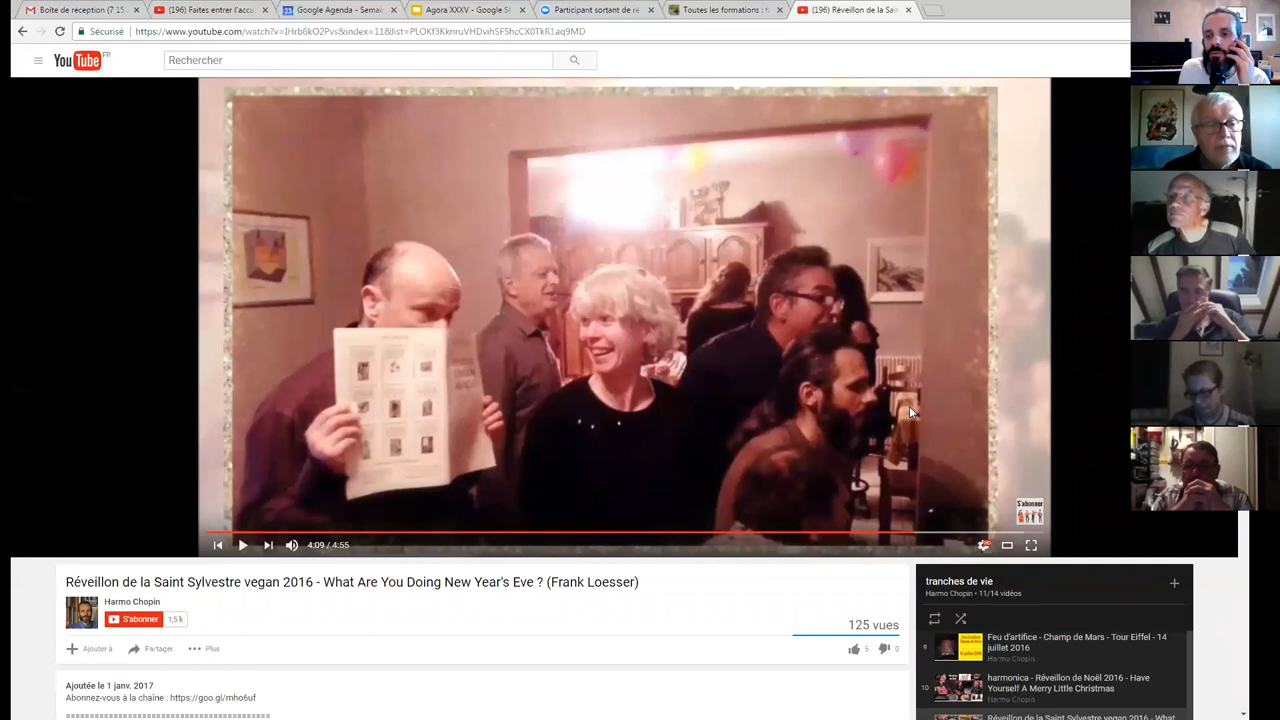 Boîte de réception (7 15
(196) Faites entrer l'accu
Google Agenda - Semai
Agora XXXV - Google Sl
Participant sortant de ré
Toutes les formations : f
(196) Réveillon de la Sai
Sécurisé
https://www.youtube.com/watch?v=IHrb6kO2Pvs&index=11&list=PLOKf3KknruVHDvihSF5hcCX0TkR1aq9MD
YouTube FR
Rechercher
S'abonner
4:09 / 4:55
Réveillon de la Saint Sylvestre vegan 2016 - What Are You Doing New Year's Eve ? (Frank Loesser)
Harmo Chopin
S'abonner 1,5 k
125 vues
Ajouter à Partager Plus
5 0
Ajoutée le 1 janv. 2017
Abonnez-vous à la chaîne : https://goo.gl/mho6uf
==========================================
tranches de vie
Harmo Chopin • 11/14 vidéos
9
Feu d'artifice - Champ de Mars - Tour Eiffel - 14
juillet 2016
Harmo Chopin
10
harmonica - Réveillon de Noël 2016 - Have
Yourself A Merry Little Christmas
Harmo Chopin
Réveillon de la Saint Sylvestre vegan 2016 - What